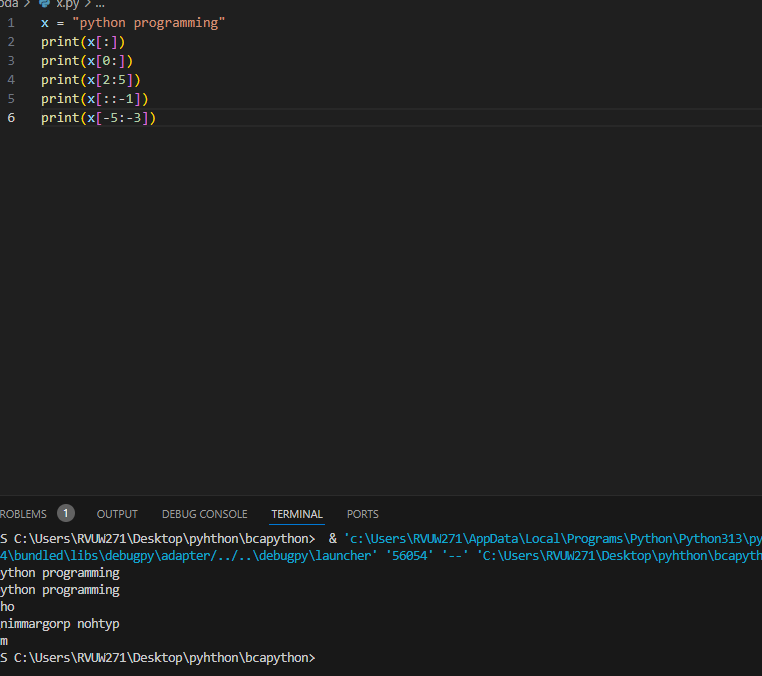 oda > x.py > ...
1 x = "python programming"
2 print(x[:])
3 print(x[0:])
4 print(x[2:5])
5 print(x[::-1])
6 print(x[-5:-3])
ROBLEMS 1 OUTPUT DEBUG CONSOLE TERMINAL PORTS
S C:\Users\RVUW271\Desktop\pyhthon\bcapython> & 'c:\Users\RVUW271\AppData\Local\Programs\Python\Python313\py
4\bundled\libs\debugpy\adapter/../..\debugpy\launcher' '56054' '--' 'C:\Users\RVUW271\Desktop\pyhthon\bcapyth
ython programming
ython programming
ho
nimmargorp nohtyp
m
S C:\Users\RVUW271\Desktop\pyhthon\bcapython>